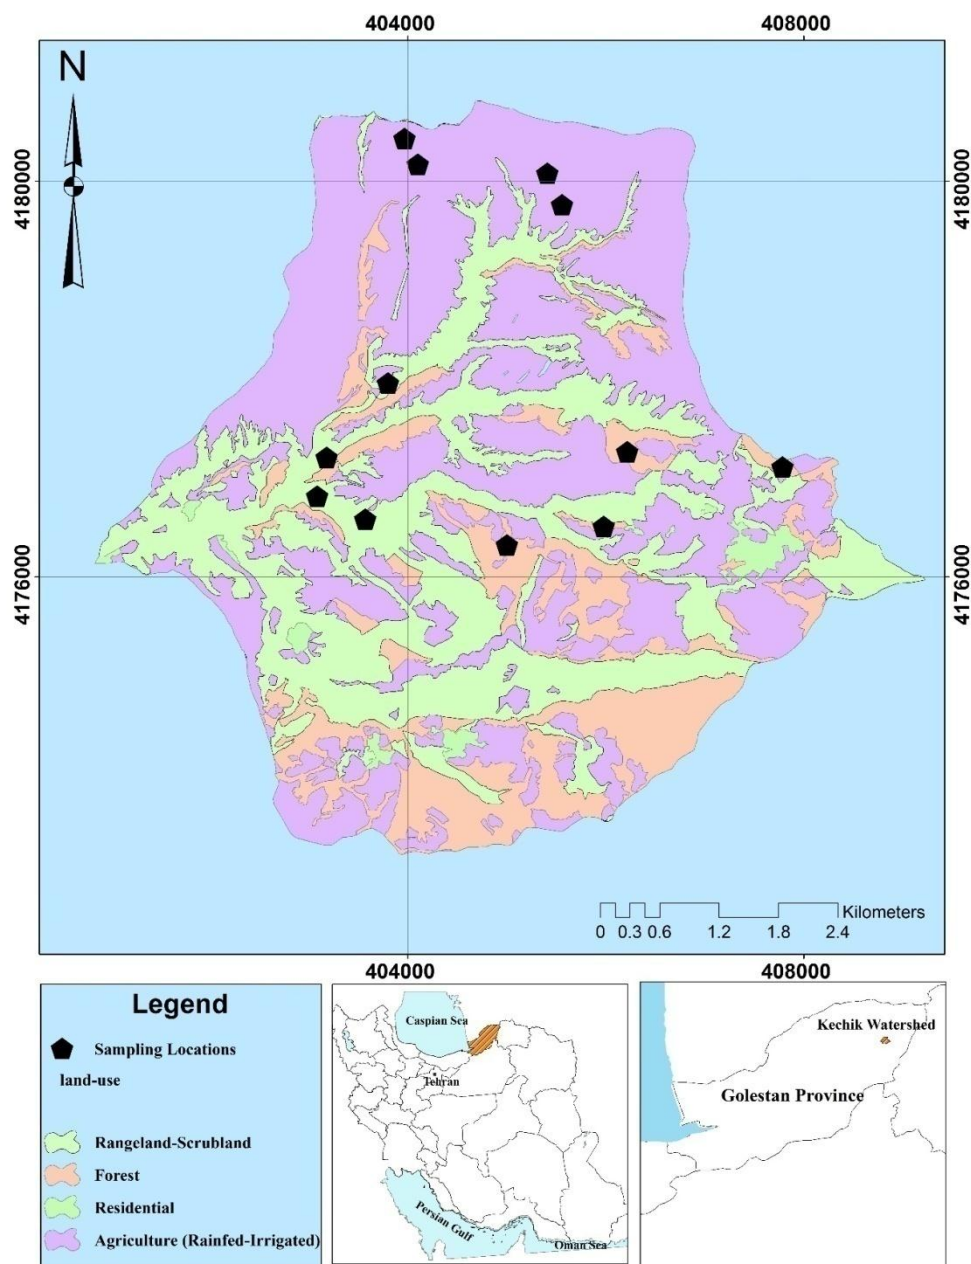 404000
408000
N
4180000
4180000
4176000
4176000
Kilometers
0 0.3 0.6 1.2 1.8 2.4
404000
408000
Legend
Sampling Locations
land-use
Rangeland-Scrubland
Forest
Residential
Agriculture (Rainfed-Irrigated)
Caspian Sea
Tehran
Persian Gulf
Oman Sea
Kechik Watershed
Golestan Province